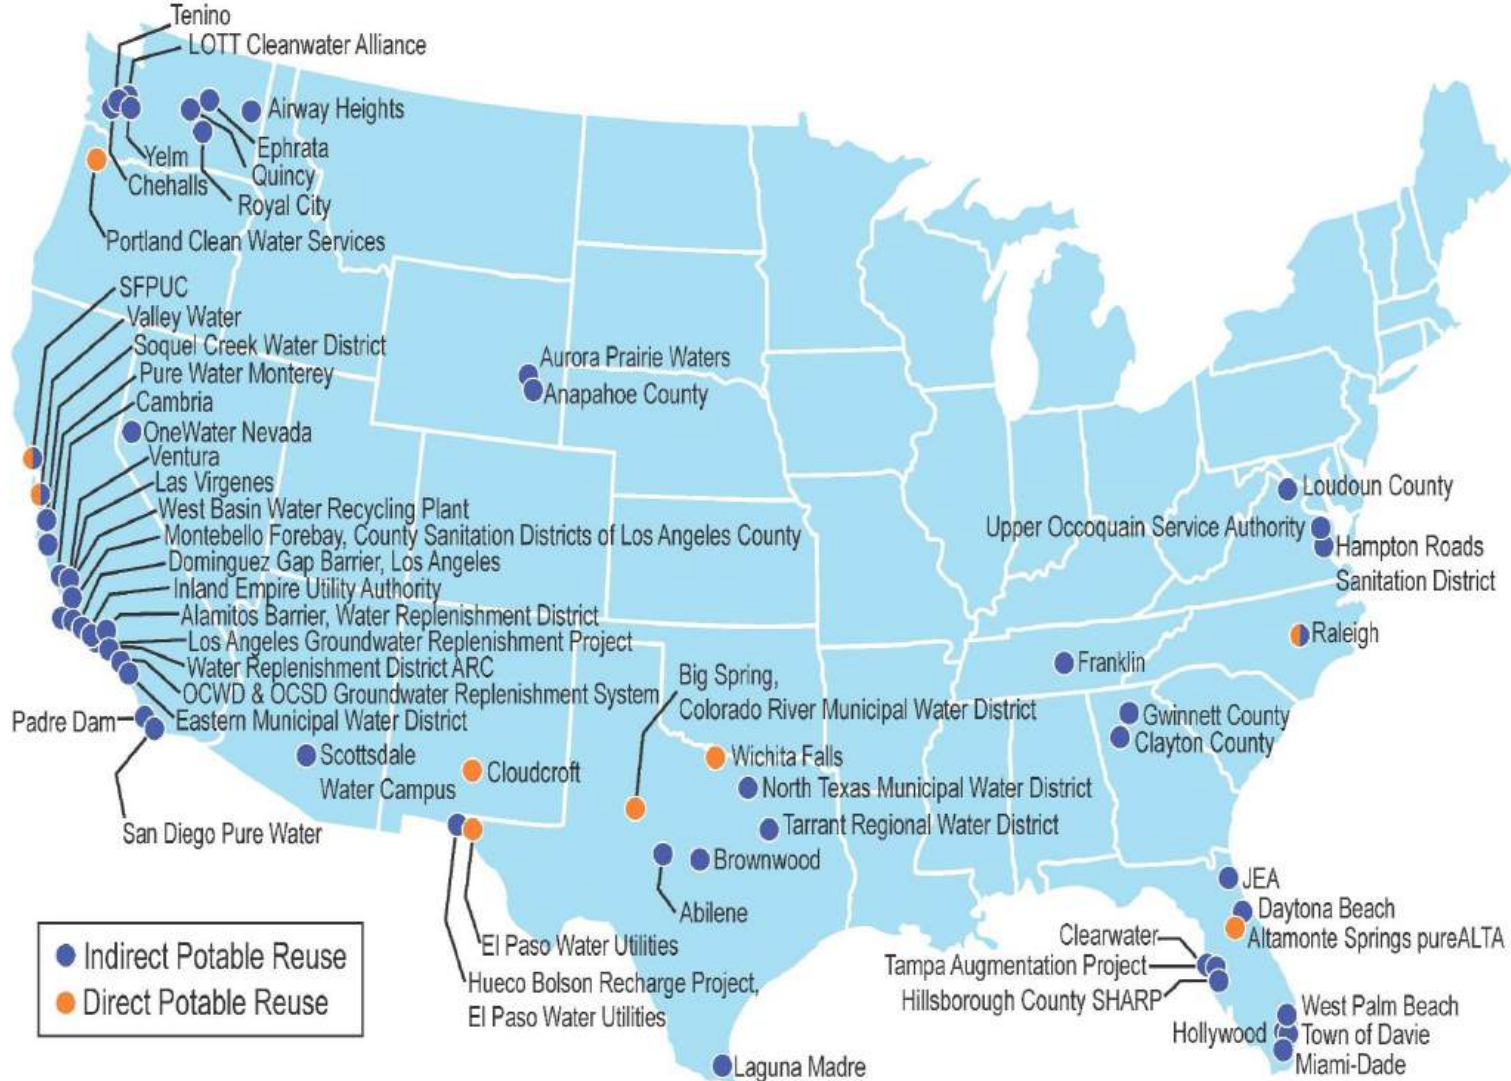 Tenino
LOTT Cleanwater Alliance
Airway Heights
Ephrata
Yelm
Quincy
Chehalls
Royal City
Portland Clean Water Services
SFPUC
Valley Water
Soquel Creek Water District
Pure Water Monterey
Cambria
OneWater Nevada
Ventura
Las Virgenes
West Basin Water Recycling Plant
Montebello Forebay, County Sanitation Districts of Los Angeles County
Dominguez Gap Barrier, Los Angeles
Inland Empire Utility Authority
Alamitos Barrier, Water Replenishment District
Los Angeles Groundwater Replenishment Project
Water Replenishment District ARC
OCWD & OCSD Groundwater Replenishment System
Eastern Municipal Water District
Padre Dam
San Diego Pure Water
Aurora Prairie Waters
Anapahoe County
Scottsdale
Water Campus
Cloudcroft
Big Spring,
Colorado River Municipal Water District
Wichita Falls
North Texas Municipal Water District
Tarrant Regional Water District
Brownwood
Abilene
El Paso Water Utilities
Hueco Bolson Recharge Project,
El Paso Water Utilities
Laguna Madre
Loudoun County
Upper Occoquain Service Authority
Hampton Roads
Sanitation District
Raleigh
Franklin
Gwinnett County
Clayton County
JEA
Daytona Beach
Altamonte Springs pureALTA
Clearwater
Tampa Augmentation Project
Hillsborough County SHARP
West Palm Beach
Hollywood
Town of Davie
Miami-Dade
Indirect Potable Reuse
Direct Potable Reuse